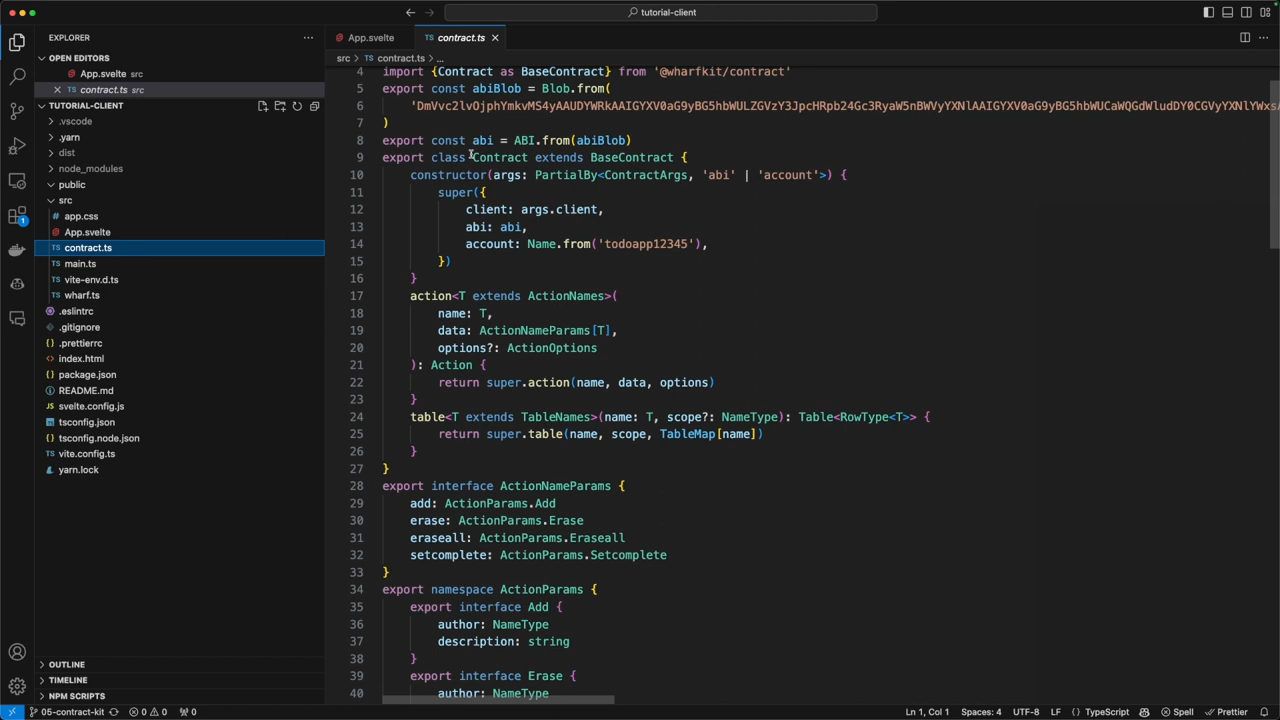 tutorial-client
EXPLORER
OPEN EDITORS
App.svelte src
contract.ts src
TUTORIAL-CLIENT
.vscode
.yarn
dist
node_modules
public
src
app.css
App.svelte
contract.ts
main.ts
vite-env.d.ts
wharf.ts
.eslintrc
.gitignore
.prettierrc
index.html
package.json
README.md
svelte.config.js
tsconfig.json
tsconfig.node.json
vite.config.ts
yarn.lock
OUTLINE
TIMELINE
NPM SCRIPTS
App.svelte
contract.ts
src > contract.ts > ...
4 import {Contract as BaseContract} from '@wharfkit/contract'
5 export const abiBlob = Blob.from(
6
7 )
8 export const abi = ABI.from(abiBlob)
9 export class Contract extends BaseContract {
10 constructor(args: PartialBy<ContractArgs, 'abi' | 'account'>) {
11 super({
12 client: args.client,
13 abi: abi,
14 account: Name.from('todoapp12345'),
15 })
16 }
17 action<T extends ActionNames>(
18 name: T,
19 data: ActionNameParams[T],
20 options?: ActionOptions
21 ): Action {
22 return super.action(name, data, options)
23 }
24 table<T extends TableNames>(name: T, scope?: NameType): Table<RowType<T>> {
25 return super.table(name, scope, TableMap[name])
26 }
27 }
28 export interface ActionNameParams {
29 add: ActionParams.Add
30 erase: ActionParams.Erase
31 eraseall: ActionParams.Eraseall
32 setcomplete: ActionParams.Setcomplete
33 }
34 export namespace ActionParams {
35 export interface Add {
36 author: NameType
37 description: string
38 }
39 export interface Erase {
40 author: NameType
05-contract-kit
0 0
0
Ln 1, Col 1
Spaces: 4
UTF-8
LF
{ } TypeScript
Spell
Prettier
1